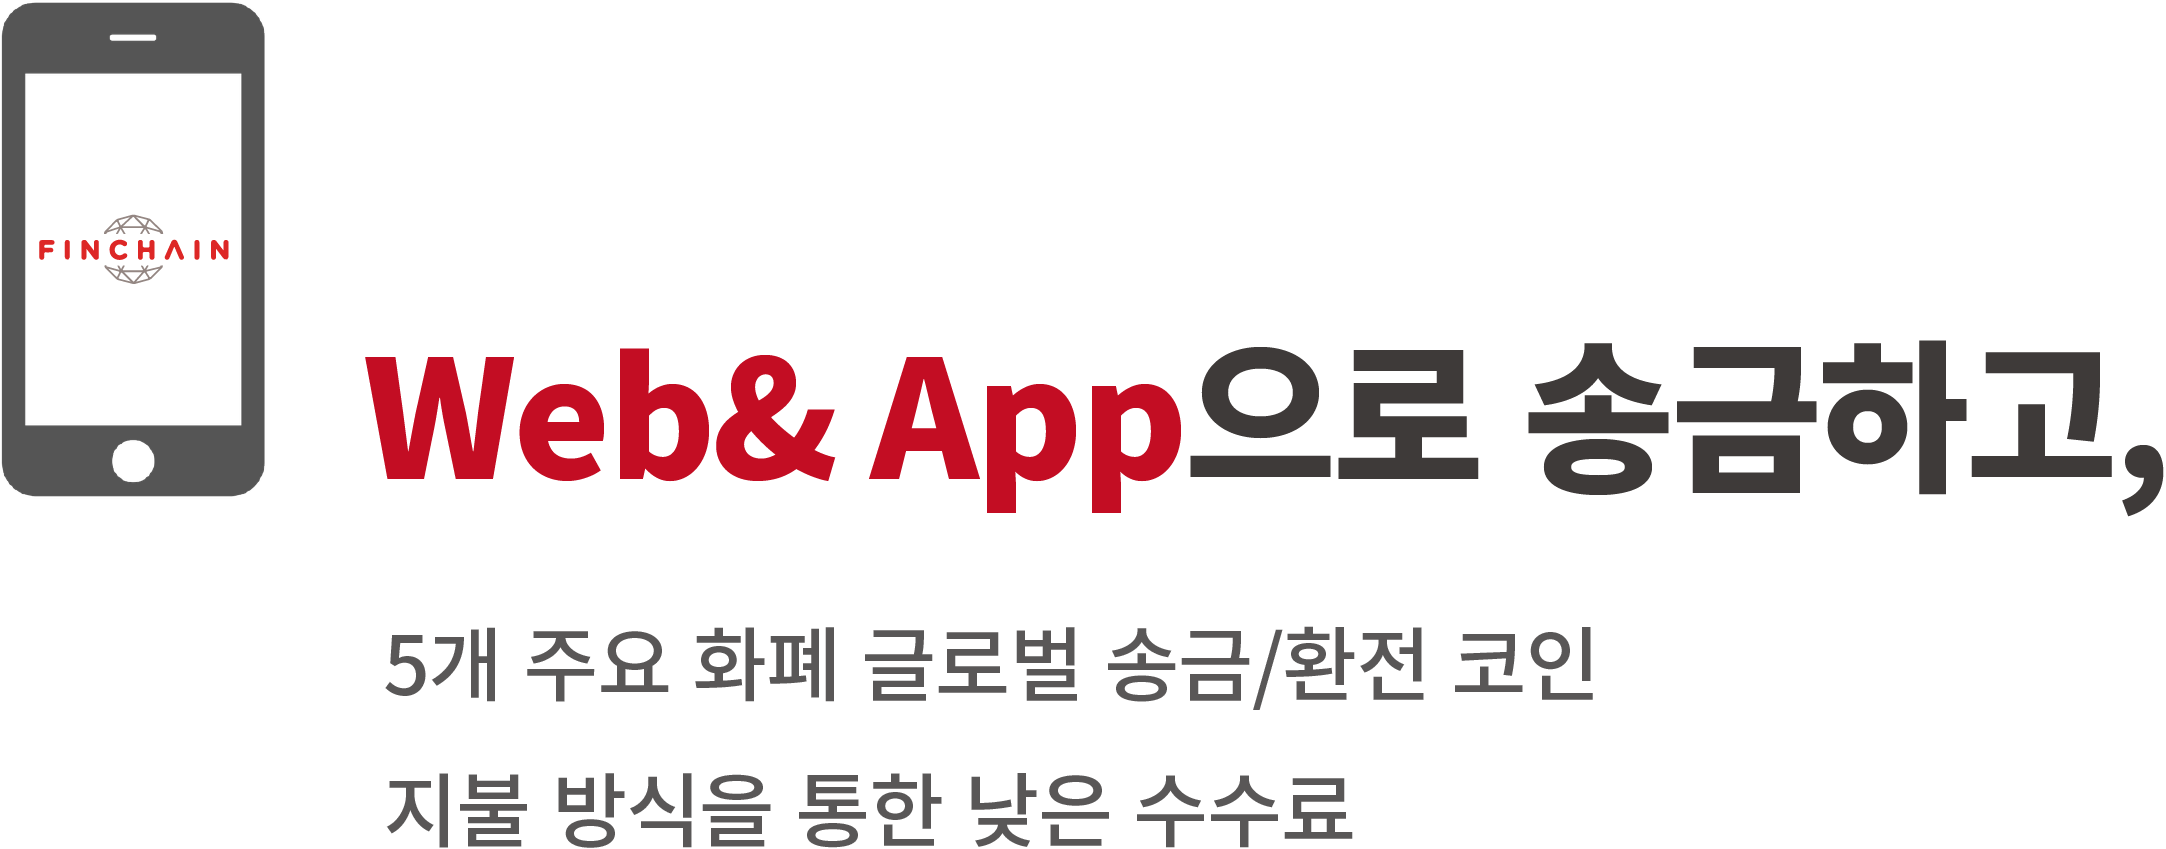 FINCHAIN
Web& App으로 송금하고,
5개 주요 화폐 글로벌 송금/환전 코인
지불 방식을 통한 낮은 수수료